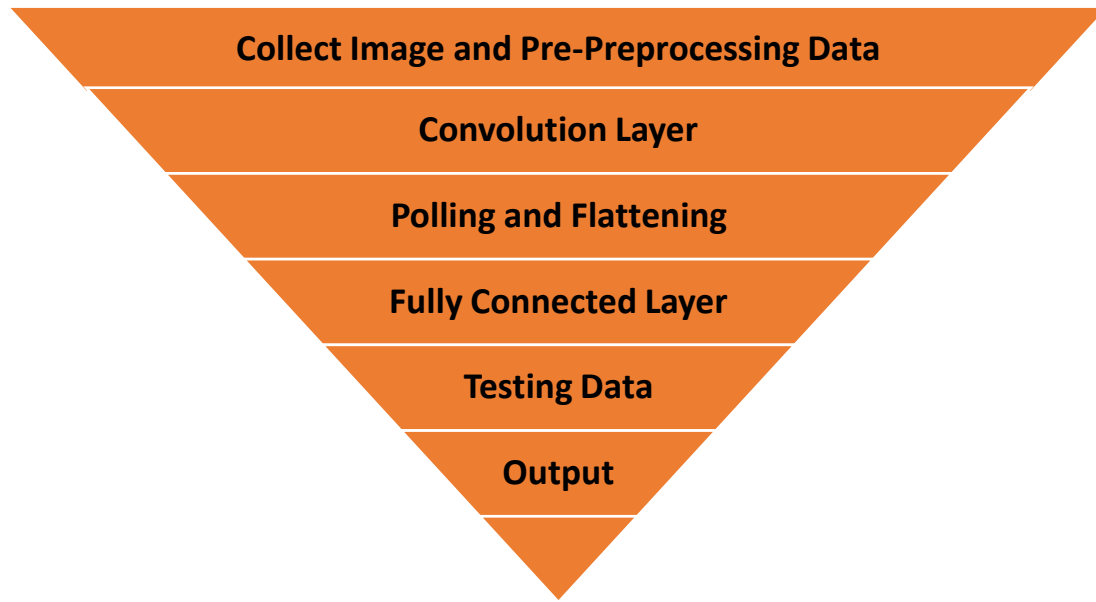 Collect Image and Pre-Preprocessing Data
Convolution Layer
Polling and Flattening
Fully Connected Layer
Testing Data
Output